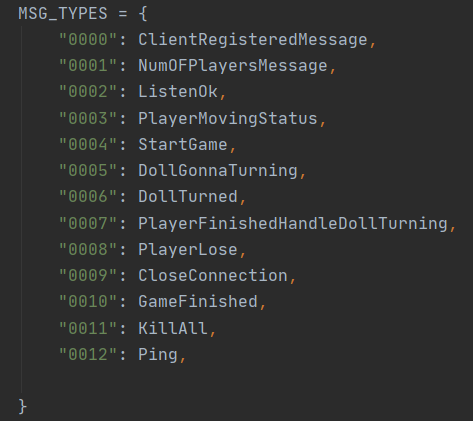 MSG_TYPES = {
"0000": ClientRegisteredMessage,
"0001": NumOFPlayersMessage,
"0002": ListenOk,
"0003": PlayerMovingStatus,
"0004": StartGame,
"0005": DollGonnaTurning,
"0006": DollTurned,
"0007": PlayerFinishedHandleDollTurning,
"0008": PlayerLose,
"0009": CloseConnection,
"0010": GameFinished,
"0011": KillAll,
"0012": Ping,
}